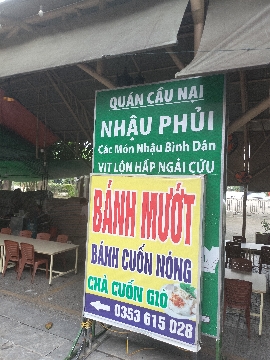 QUÁN CẦU NẠI
NHẬU PHỦI
Các Món Nhậu Bình Dân
VỊT LỘN HẤP NGẢI CỨU
BÁNH MƯỚT
BÁNH CUỐN NÓNG
CHẢ CUỐN GIÒ
0353 615 028